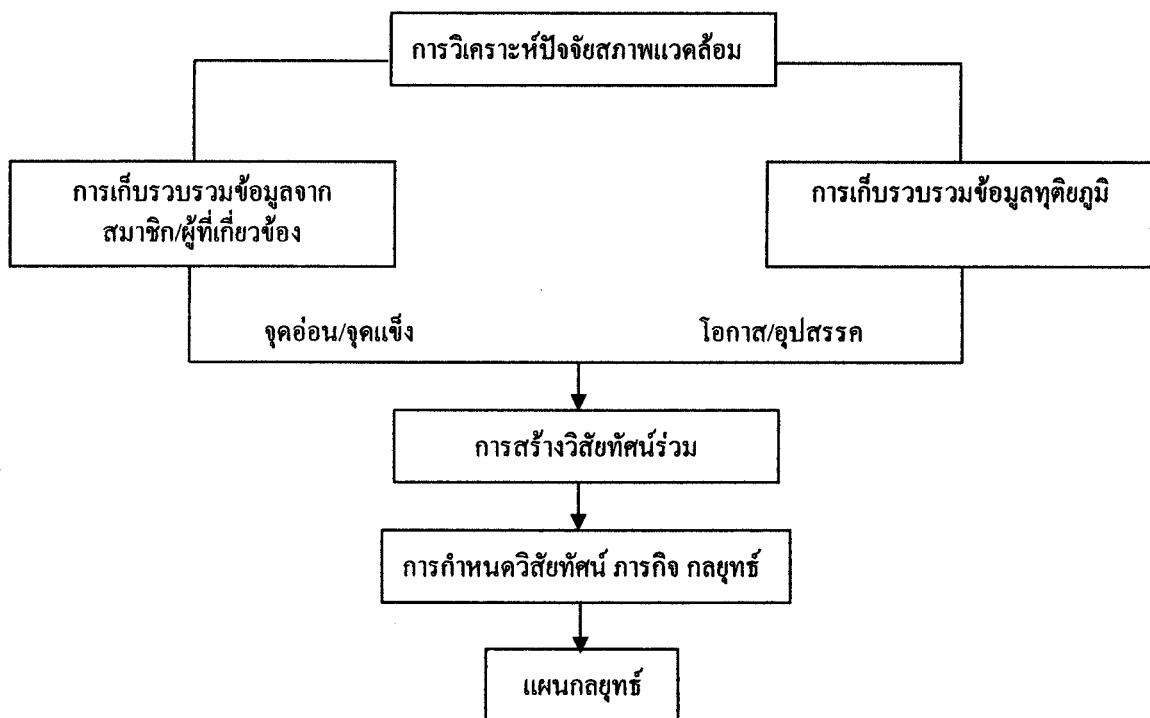 การวิเคราะห์ปัจจัยสภาพแวดล้อม
การเก็บรวบรวมข้อมูลจาก
สมาชิก/ผู้ที่เกี่ยวข้อง
การเก็บรวบรวมข้อมูลทุติยภูมิ
จุดอ่อน/จุดแข็ง
โอกาส/อุปสรรค
การสร้างวิสัยทัศน์ร่วม
การกำหนดวิสัยทัศน์ ภารกิจ กลยุทธ์
แผนกลยุทธ์